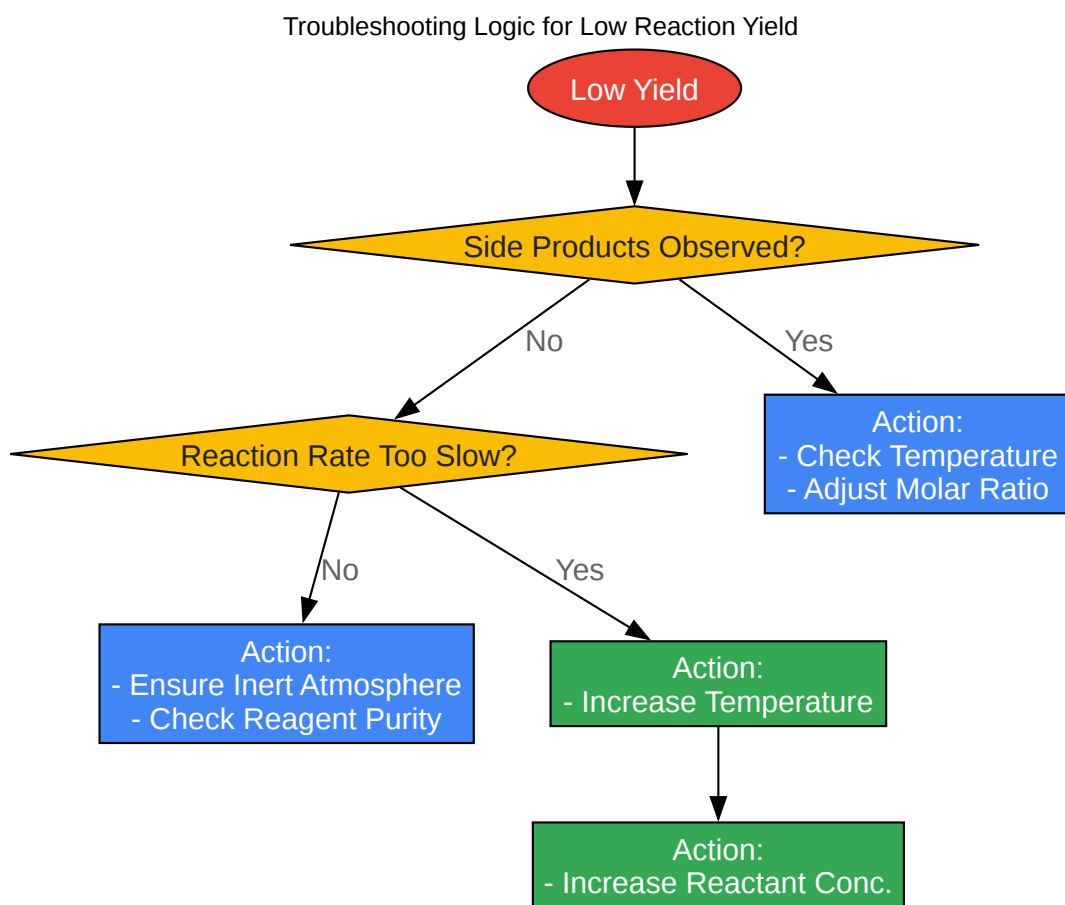 Troubleshooting Logic for Low Reaction Yield
Low Yield
Side Products Observed?
No
Yes
Action:
- Check Temperature
- Adjust Molar Ratio
Reaction Rate Too Slow?
No
Yes
Action:
- Ensure Inert Atmosphere
- Check Reagent Purity
Action:
- Increase Temperature
Action:
- Increase Reactant Conc.